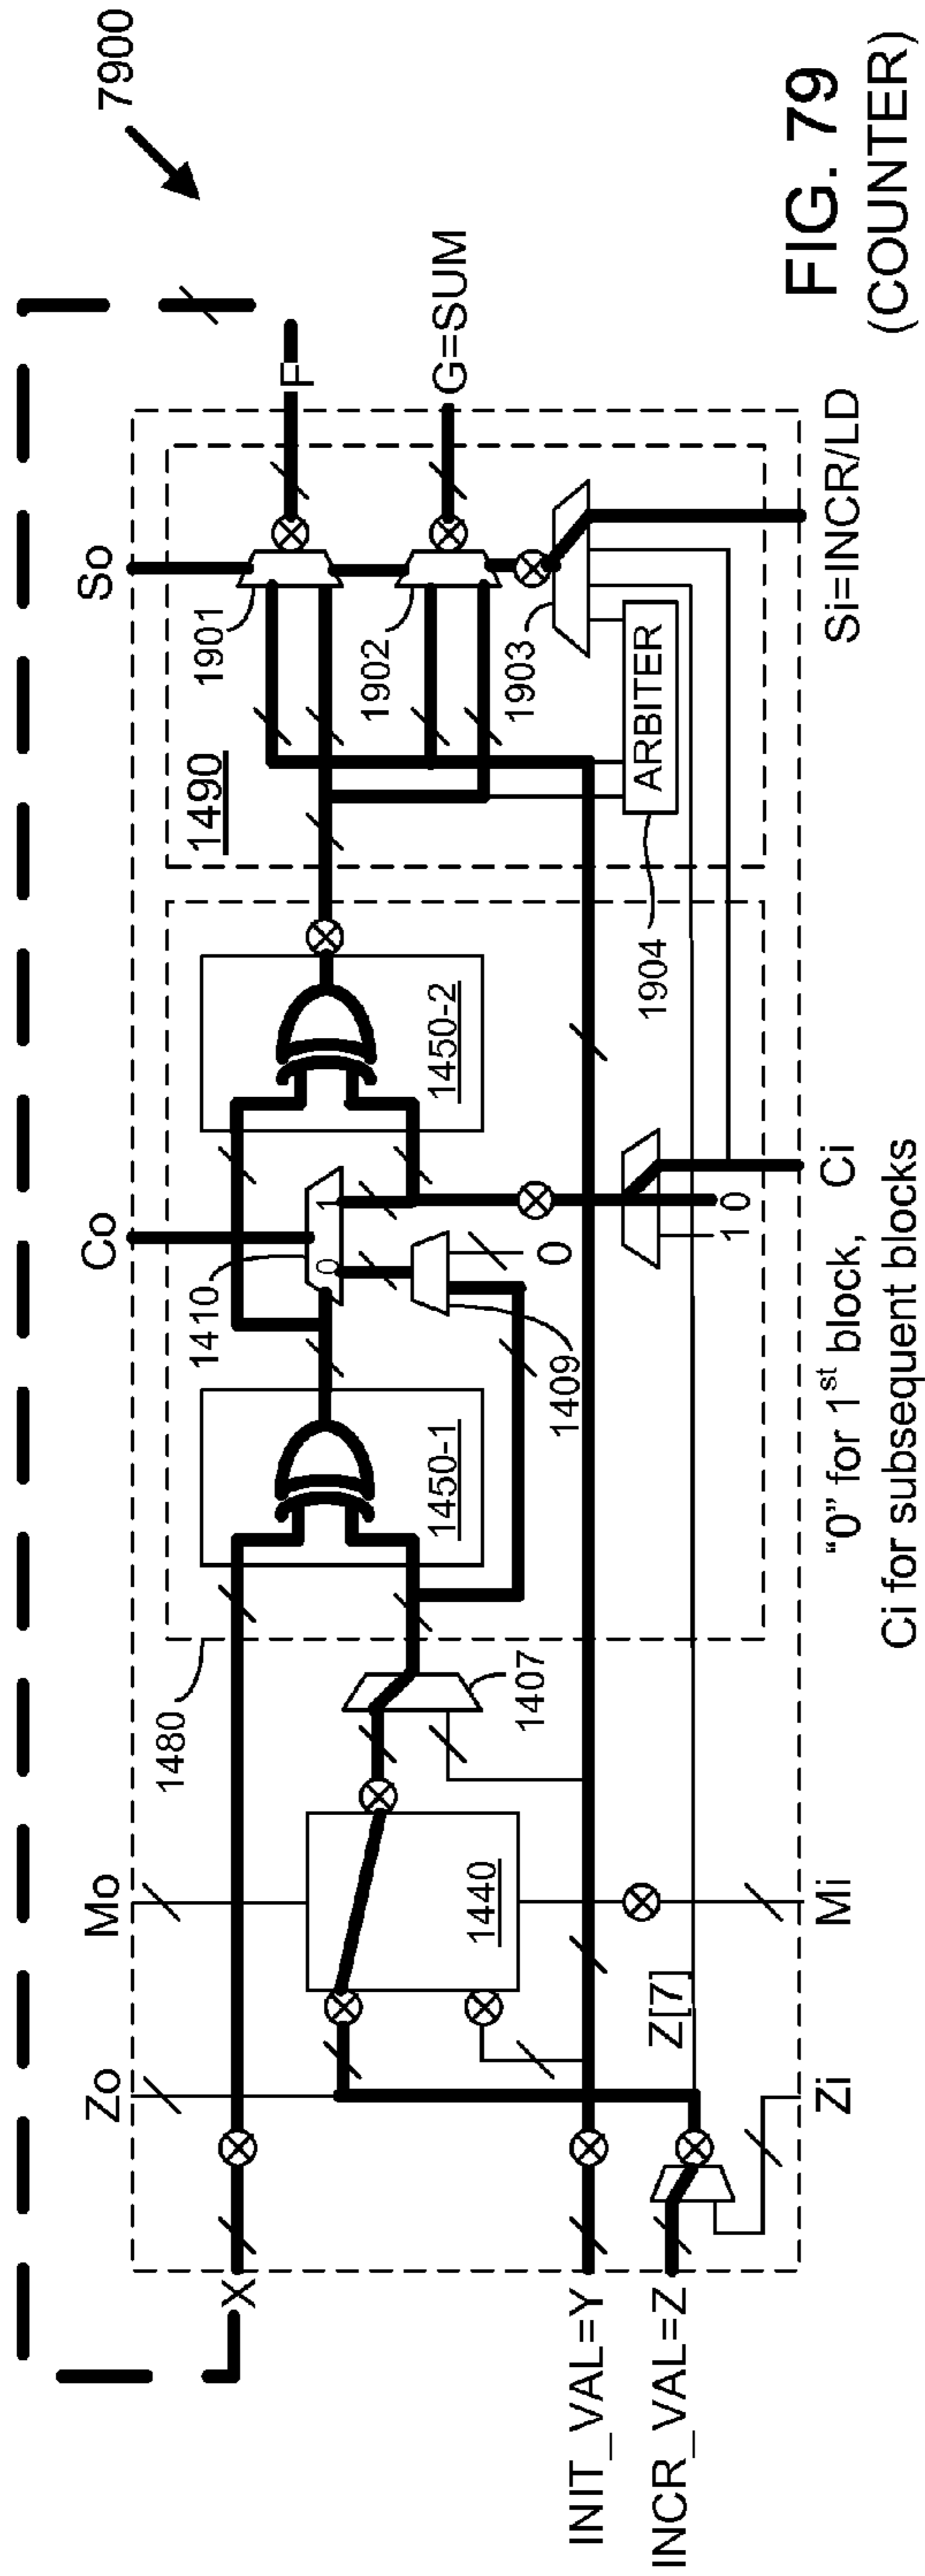 7900
So
Co
Mo
Zo
F
G=SUM
1901
1902
1903
1490
ARBITER
1904
1450-2
1410
1
0
1409
0
1 0
1450-1
1480
1407
1440
Z[7]
X
INIT_VAL=Y
INCR_VAL=Z
Zi
Mi
Ci
Si=INCR/LD
"0" for 1st block,
Ci for subsequent blocks
FIG. 79
(COUNTER)